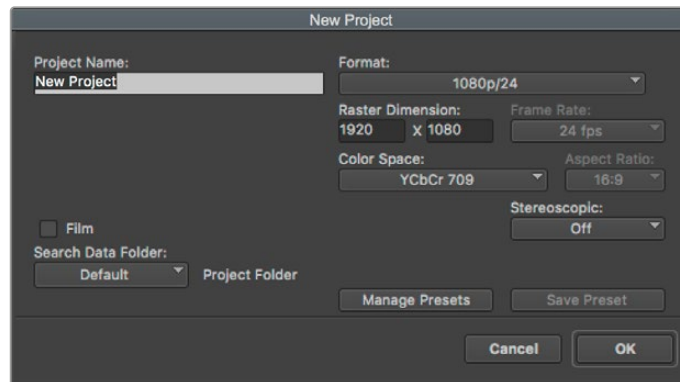 New Project
Project Name:
New Project
Format:
1080p/24
Raster Dimension:
Frame Rate:
1920 X 1080
24 fps
Color Space:
Aspect Ratio:
YCbCr 709
16:9
Stereoscopic:
Off
Film
Search Data Folder:
Default
Project Folder
Manage Presets
Save Preset
Cancel
OK